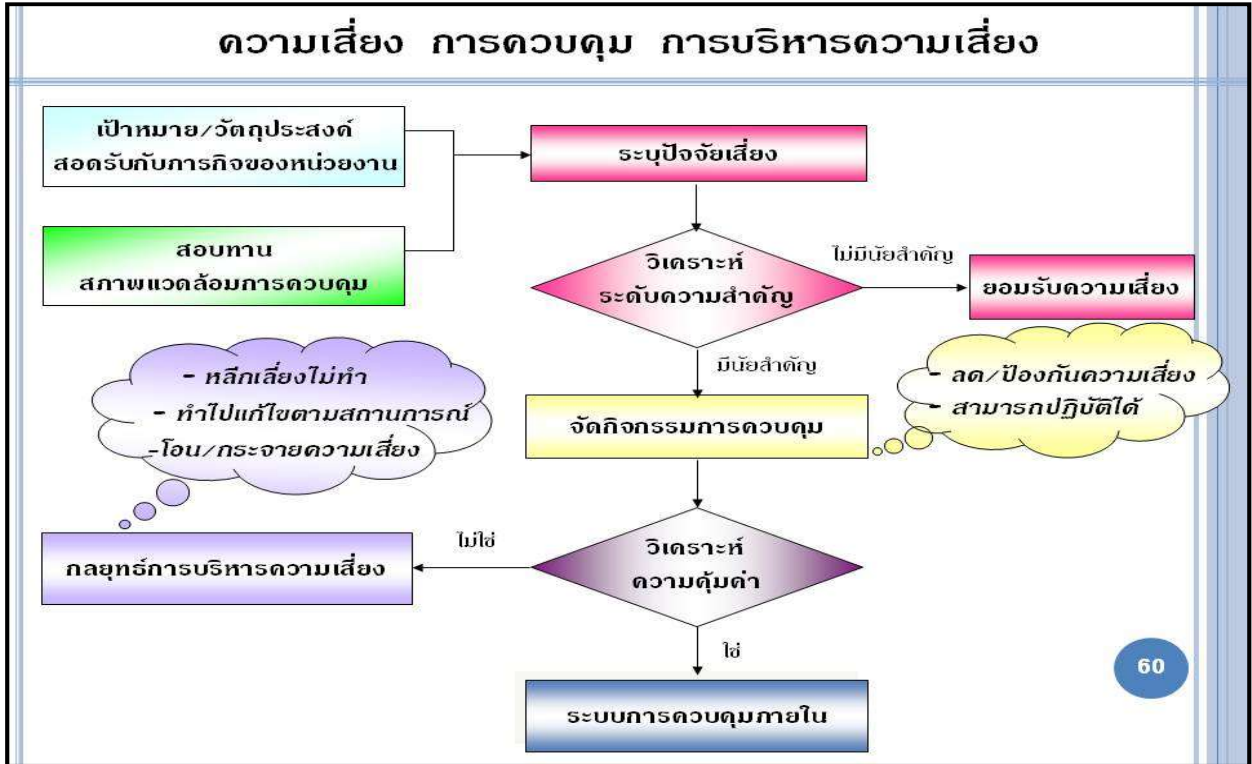 ความเสี่ยง การควบคุม การบริหารความเสี่ยง
เป้าหมาย/วัตถุประสงค์
สอดรับกับภารกิจของหน่วยงาน
ระบุปัจจัยเสี่ยง
สอบทาน
สภาพแวดล้อมการควบคุม
วิเคราะห์
ระดับความสำคัญ
ไม่มีนัยสำคัญ
ยอมรับความเสี่ยง
มีนัยสำคัญ
- หลีกเลี่ยงไม่ทำ
- ทำไปแก้ไขตามสถานการณ์
-โอน/กระจายความเสี่ยง
- ลด/ป้องกันความเสี่ยง
- สามารถปฏิบัติได้
จัดกิจกรรมการควบคุม
ไม่ใช่
กลยุทธ์การบริหารความเสี่ยง
วิเคราะห์
ความคุ้มค่า
ใช่
60
ระบบการควบคุมภายใน